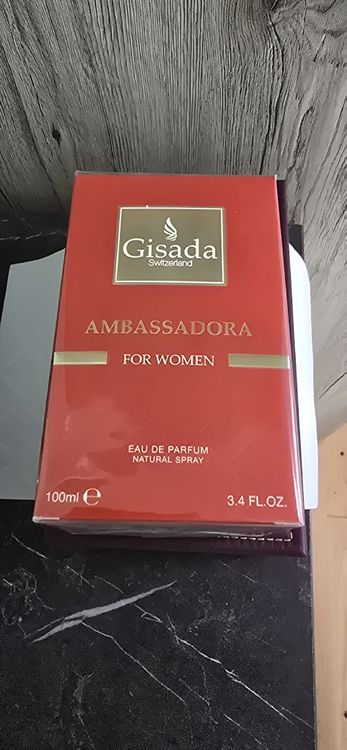 Gisada
Switzerland
AMBASSADORA
FOR WOMEN
EAU DE PARFUM
NATURAL SPRAY
100ml ℮
3.4 FL.OZ.